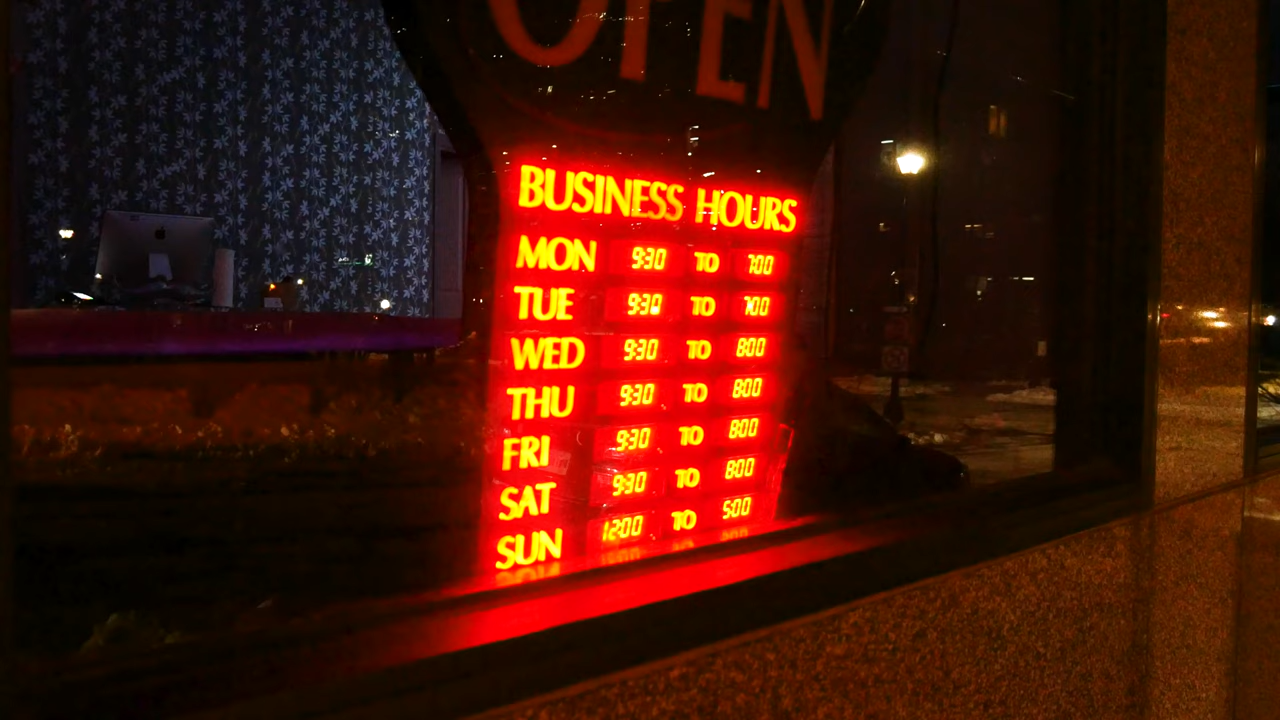 OPEN
BUSINESS HOURS
MON 9:30 TO 7:00
TUE 9:30 TO 7:00
WED 9:30 TO 8:00
THU 9:30 TO 8:00
FRI 9:30 TO 8:00
SAT 9:30 TO 8:00
SUN 12:00 TO 5:00